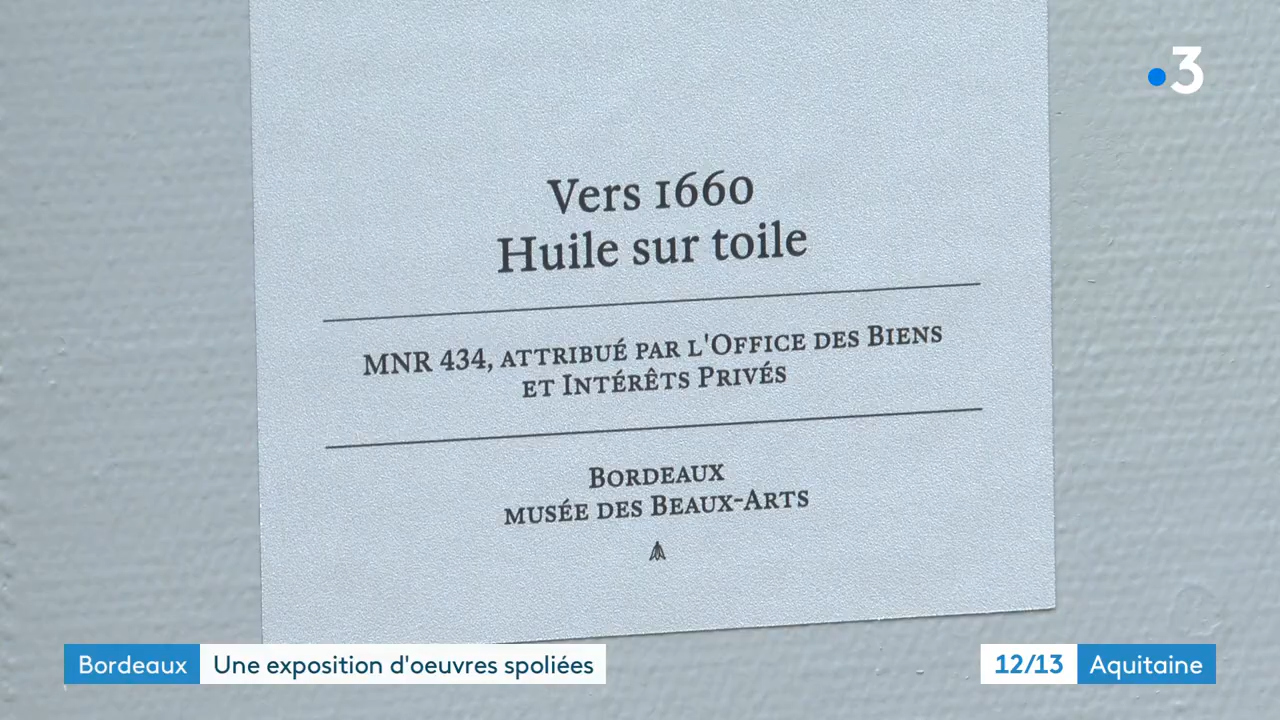 3
Vers 1660
Huile sur toile
MNR 434, ATTRIBUÉ PAR L'OFFICE DES BIENS
ET INTÉRÊTS PRIVÉS
BORDEAUX
MUSÉE DES BEAUX-ARTS
Bordeaux Une exposition d'oeuvres spoliées
12/13 Aquitaine